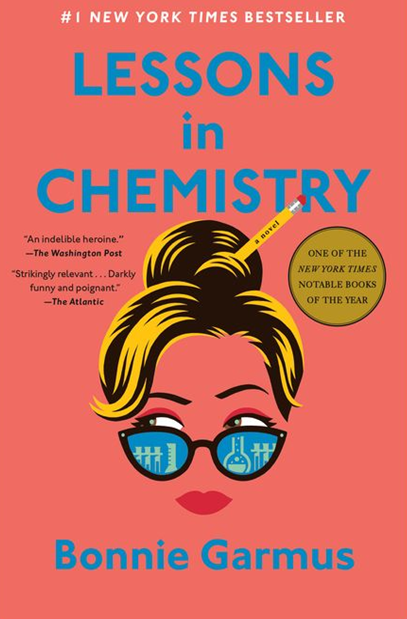 #1 NEW YORK TIMES BESTSELLER
LESSONS
in
CHEMISTRY
a novel
“An indelible heroine.”
—The Washington Post
“Strikingly relevant . . . Darkly
funny and poignant.”
—The Atlantic
ONE OF THE
NEW YORK TIMES
NOTABLE BOOKS
OF THE YEAR
Bonnie Garmus